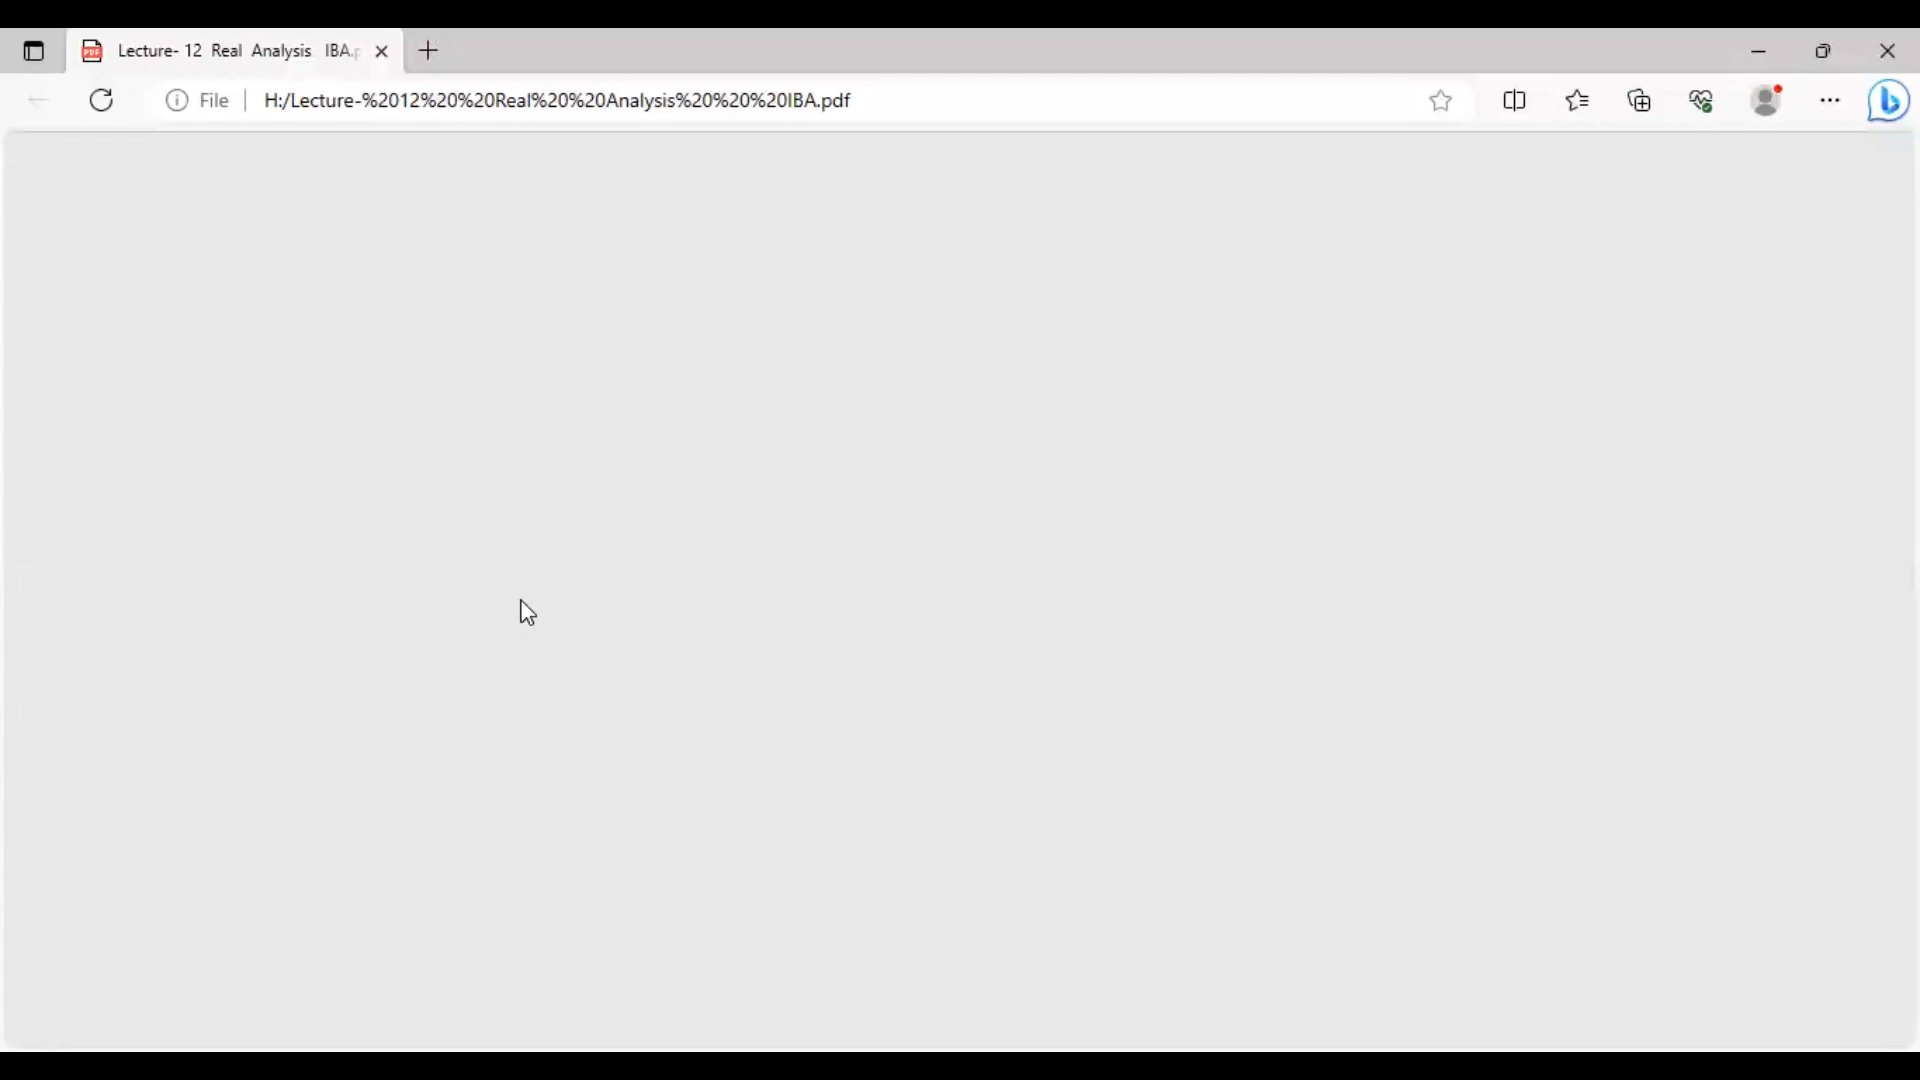 Lecture- 12 Real Analysis IBA.p
File
H:/Lecture-%2012%20%20Real%20%20Analysis%20%20%20IBA.pdf